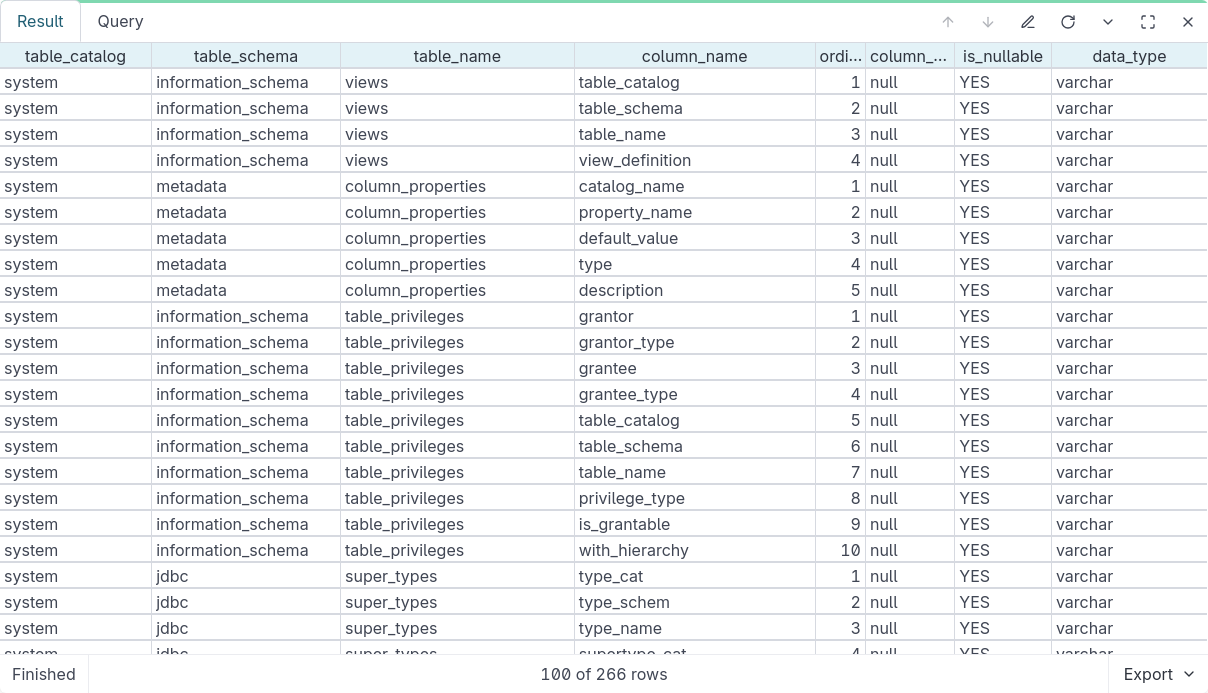 Result Query
table_catalog table_schema table_name column_name ordi... column_... is_nullable data_type
system information_schema views table_catalog 1 null YES varchar
system information_schema views table_schema 2 null YES varchar
system information_schema views table_name 3 null YES varchar
system information_schema views view_definition 4 null YES varchar
system metadata column_properties catalog_name 1 null YES varchar
system metadata column_properties property_name 2 null YES varchar
system metadata column_properties default_value 3 null YES varchar
system metadata column_properties type 4 null YES varchar
system metadata column_properties description 5 null YES varchar
system information_schema table_privileges grantor 1 null YES varchar
system information_schema table_privileges grantor_type 2 null YES varchar
system information_schema table_privileges grantee 3 null YES varchar
system information_schema table_privileges grantee_type 4 null YES varchar
system information_schema table_privileges table_catalog 5 null YES varchar
system information_schema table_privileges table_schema 6 null YES varchar
system information_schema table_privileges table_name 7 null YES varchar
system information_schema table_privileges privilege_type 8 null YES varchar
system information_schema table_privileges is_grantable 9 null YES varchar
system information_schema table_privileges with_hierarchy 10 null YES varchar
system jdbc super_types type_cat 1 null YES varchar
system jdbc super_types type_schem 2 null YES varchar
system jdbc super_types type_name 3 null YES varchar
system jdbc super_types supertype_cat 4 null YES varchar
Finished 100 of 266 rows Export